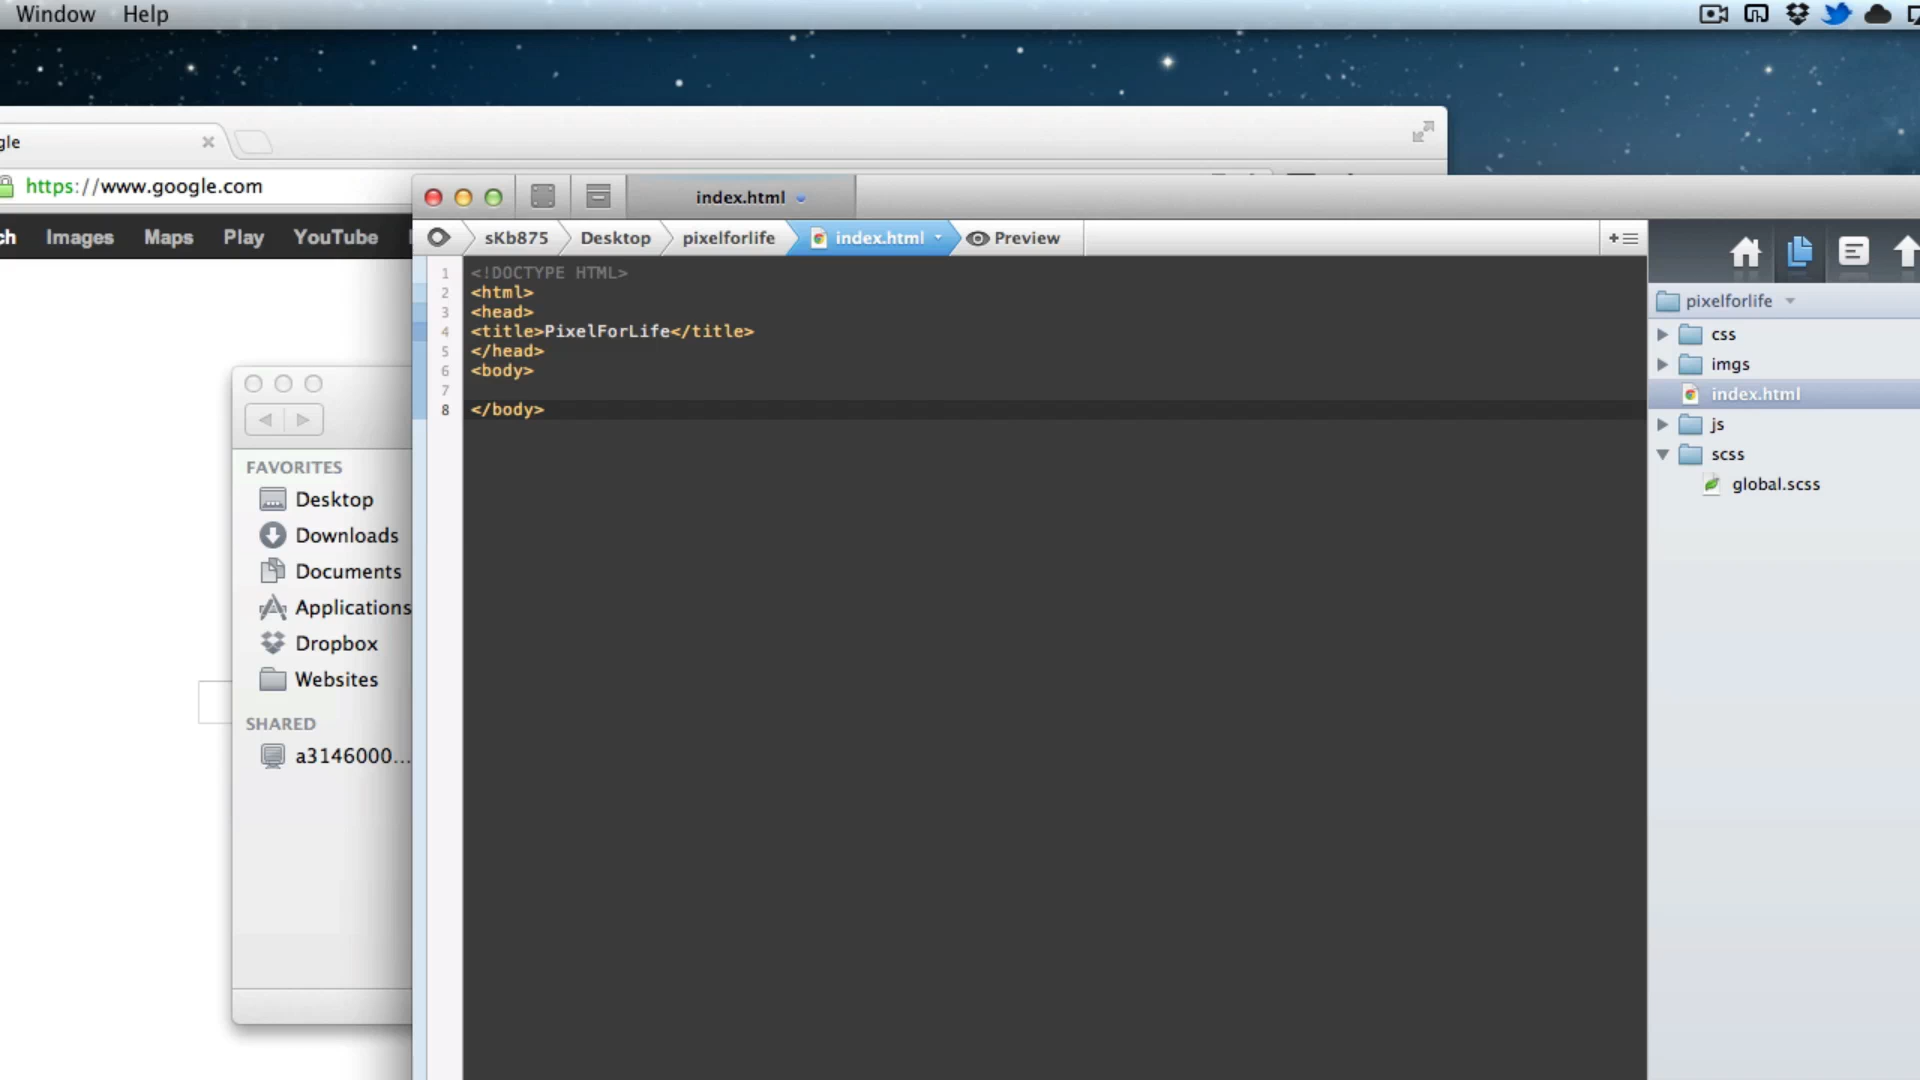 Window Help
gle
https://www.google.com
ch Images Maps Play YouTube
index.html
sKb875 Desktop pixelforlife index.html Preview
1 <!DOCTYPE HTML>
2 <html>
3 <head>
4 <title>PixelForLife</title>
5 </head>
6 <body>
7
8 </body>
FAVORITES
Desktop
Downloads
Documents
Applications
Dropbox
Websites
SHARED
a3146000...
pixelforlife
css
imgs
index.html
js
scss
global.scss